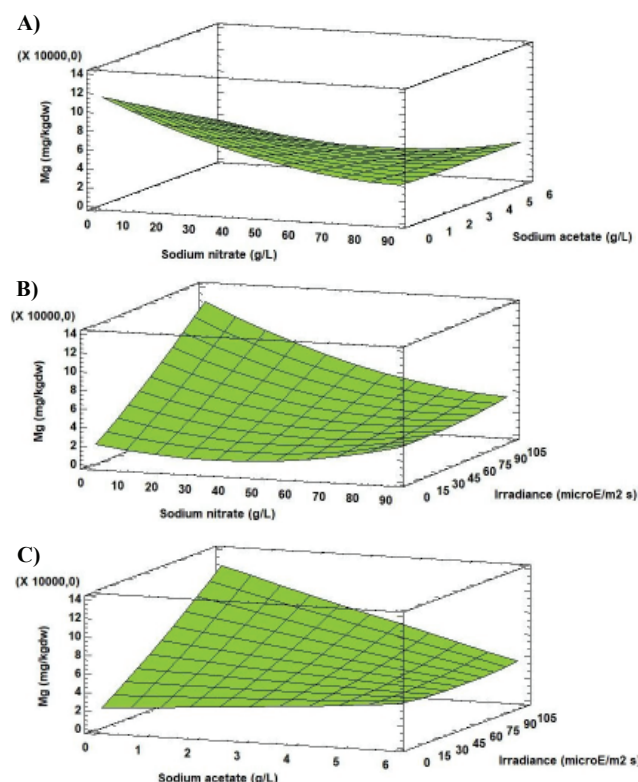 A)
(X 10000,0)
14
12
10
8
6
4
2
0
Mg (mg/kgdw)
0 10 20 30 40 50 60 70 80 90
Sodium nitrate (g/L)
0 1 2 3 4 5 6
Sodium acetate (g/L)
B)
(X 10000,0)
14
12
10
8
6
4
2
0
Mg (mg/kgdw)
0 10 20 30 40 50 60 70 80 90
Sodium nitrate (g/L)
0 15 30 45 60 75 90 105
Irradiance (microE/m2 s)
C)
(X 10000,0)
14
12
10
8
6
4
2
0
Mg (mg/kgdw)
0 1 2 3 4 5 6
Sodium acetate (g/L)
0 15 30 45 60 75 90 105
Irradiance (microE/m2 s)